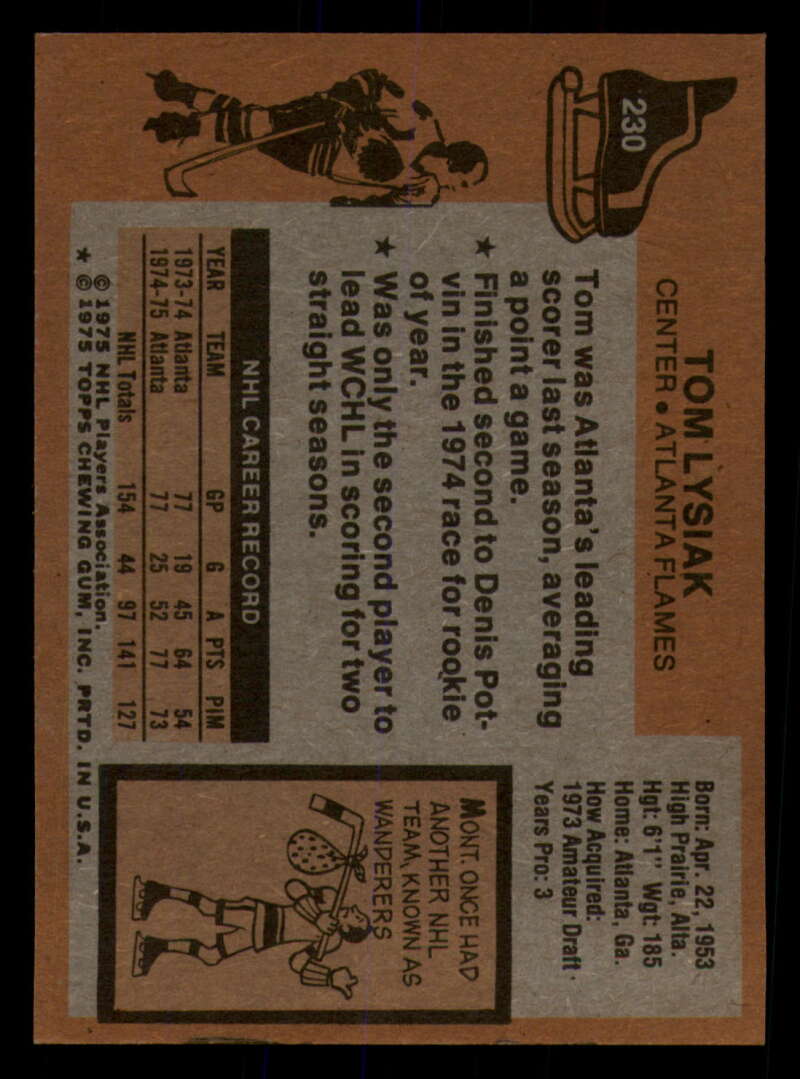 230
TOM LYSIAK
CENTER • ATLANTA FLAMES
Born: Apr. 22, 1953
High Prairie, Alta.
Hgt: 6'1" Wgt: 185
Home: Atlanta, Ga.
How Acquired:
1973 Amateur Draft
Years Pro: 3
Tom was Atlanta's leading
scorer last season, averaging
a point a game.
★ Finished second to Denis Pot-
vin in the 1974 race for rookie
of year.
★ Was only the second player to
lead WCHL in scoring for two
straight seasons.
NHL CAREER RECORD
YEAR TEAM GP G A PTS PIM
1973-74 Atlanta 77 19 45 64 54
1974-75 Atlanta 77 25 52 77 73
NHL Totals 154 44 97 141 127
© 1975 NHL Players Association.
★ © 1975 TOPPS CHEWING GUM, INC. PRTD. IN U.S.A.
MONT. ONCE HAD
ANOTHER NHL
TEAM, KNOWN AS
WANDERERS